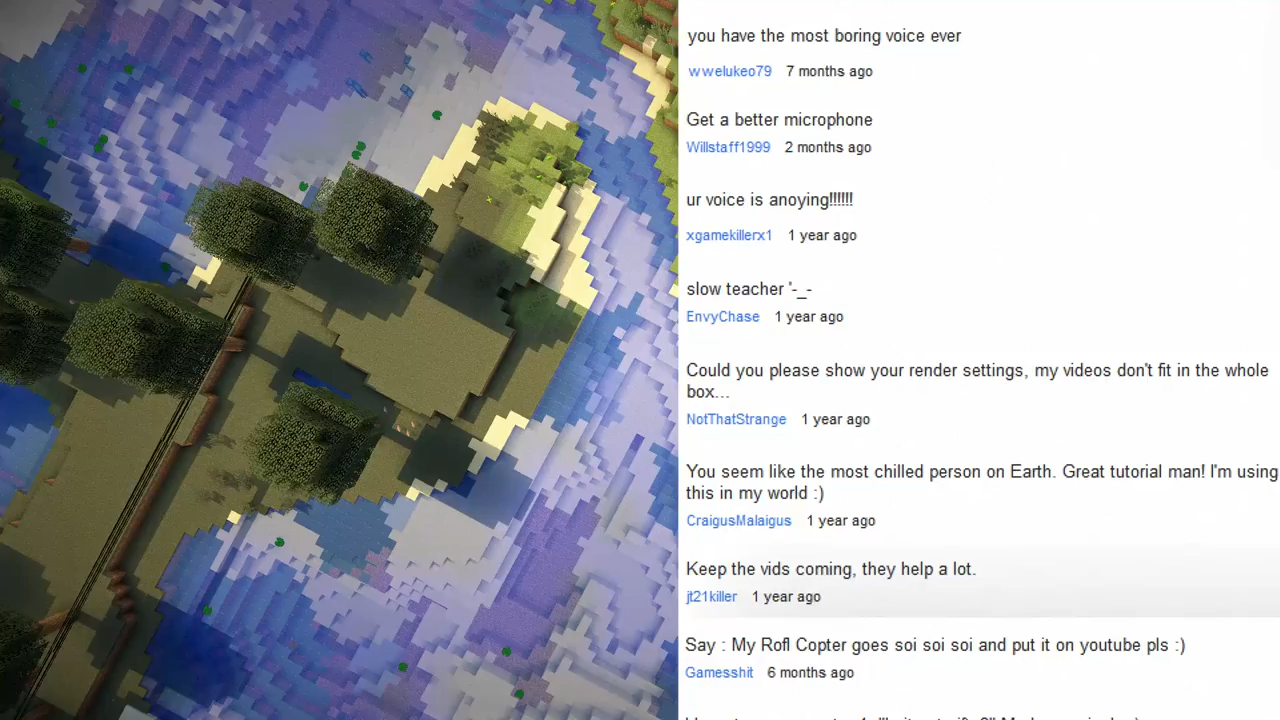 you have the most boring voice ever
wwelukeo79 7 months ago
Get a better microphone
Willstaff1999 2 months ago
ur voice is anoying!!!!!!
xgamekillerx1 1 year ago
slow teacher '-_-
EnvyChase 1 year ago
Could you please show your render settings, my videos don't fit in the whole
box...
NotThatStrange 1 year ago
You seem like the most chilled person on Earth. Great tutorial man! I'm using
this in my world :)
CraigusMalaigus 1 year ago
Keep the vids coming, they help a lot.
jt21killer 1 year ago
Say : My Rofl Copter goes soi soi soi and put it on youtube pls :)
Gamesshit 6 months ago